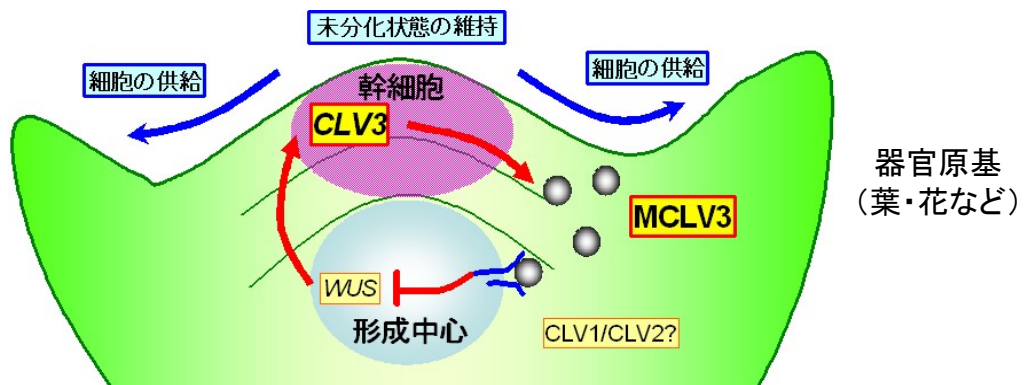 未分化状態の維持
細胞の供給
細胞の供給
幹細胞
CLV3
器官原基
（葉・花など）
MCLV3
WUS
形成中心
CLV1/CLV2?